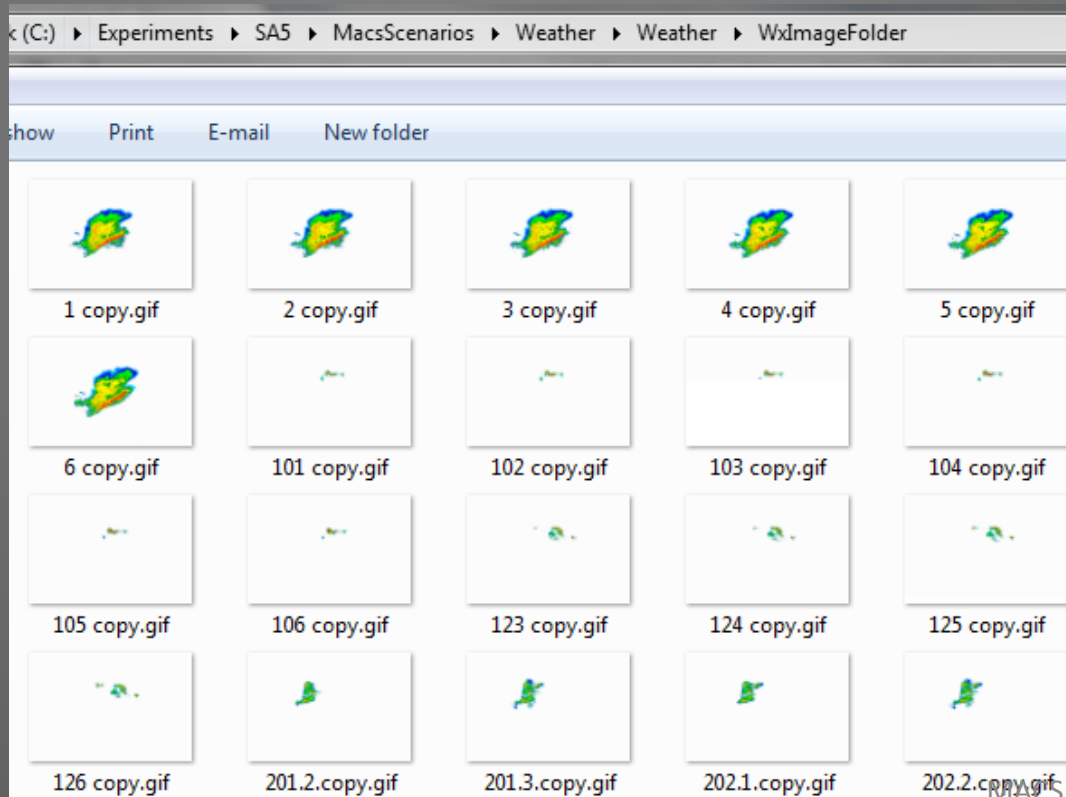 (C:) ▸ Experiments ▸ SA5 ▸ MacsScenarios ▸ Weather ▸ Weather ▸ WxImageFolder
show Print E-mail New folder
1 copy.gif 2 copy.gif 3 copy.gif 4 copy.gif 5 copy.gif
6 copy.gif 101 copy.gif 102 copy.gif 103 copy.gif 104 copy.gif
105 copy.gif 106 copy.gif 123 copy.gif 124 copy.gif 125 copy.gif
126 copy.gif 201.2.copy.gif 201.3.copy.gif 202.1.copy.gif 202.2.copy.gif
MACS